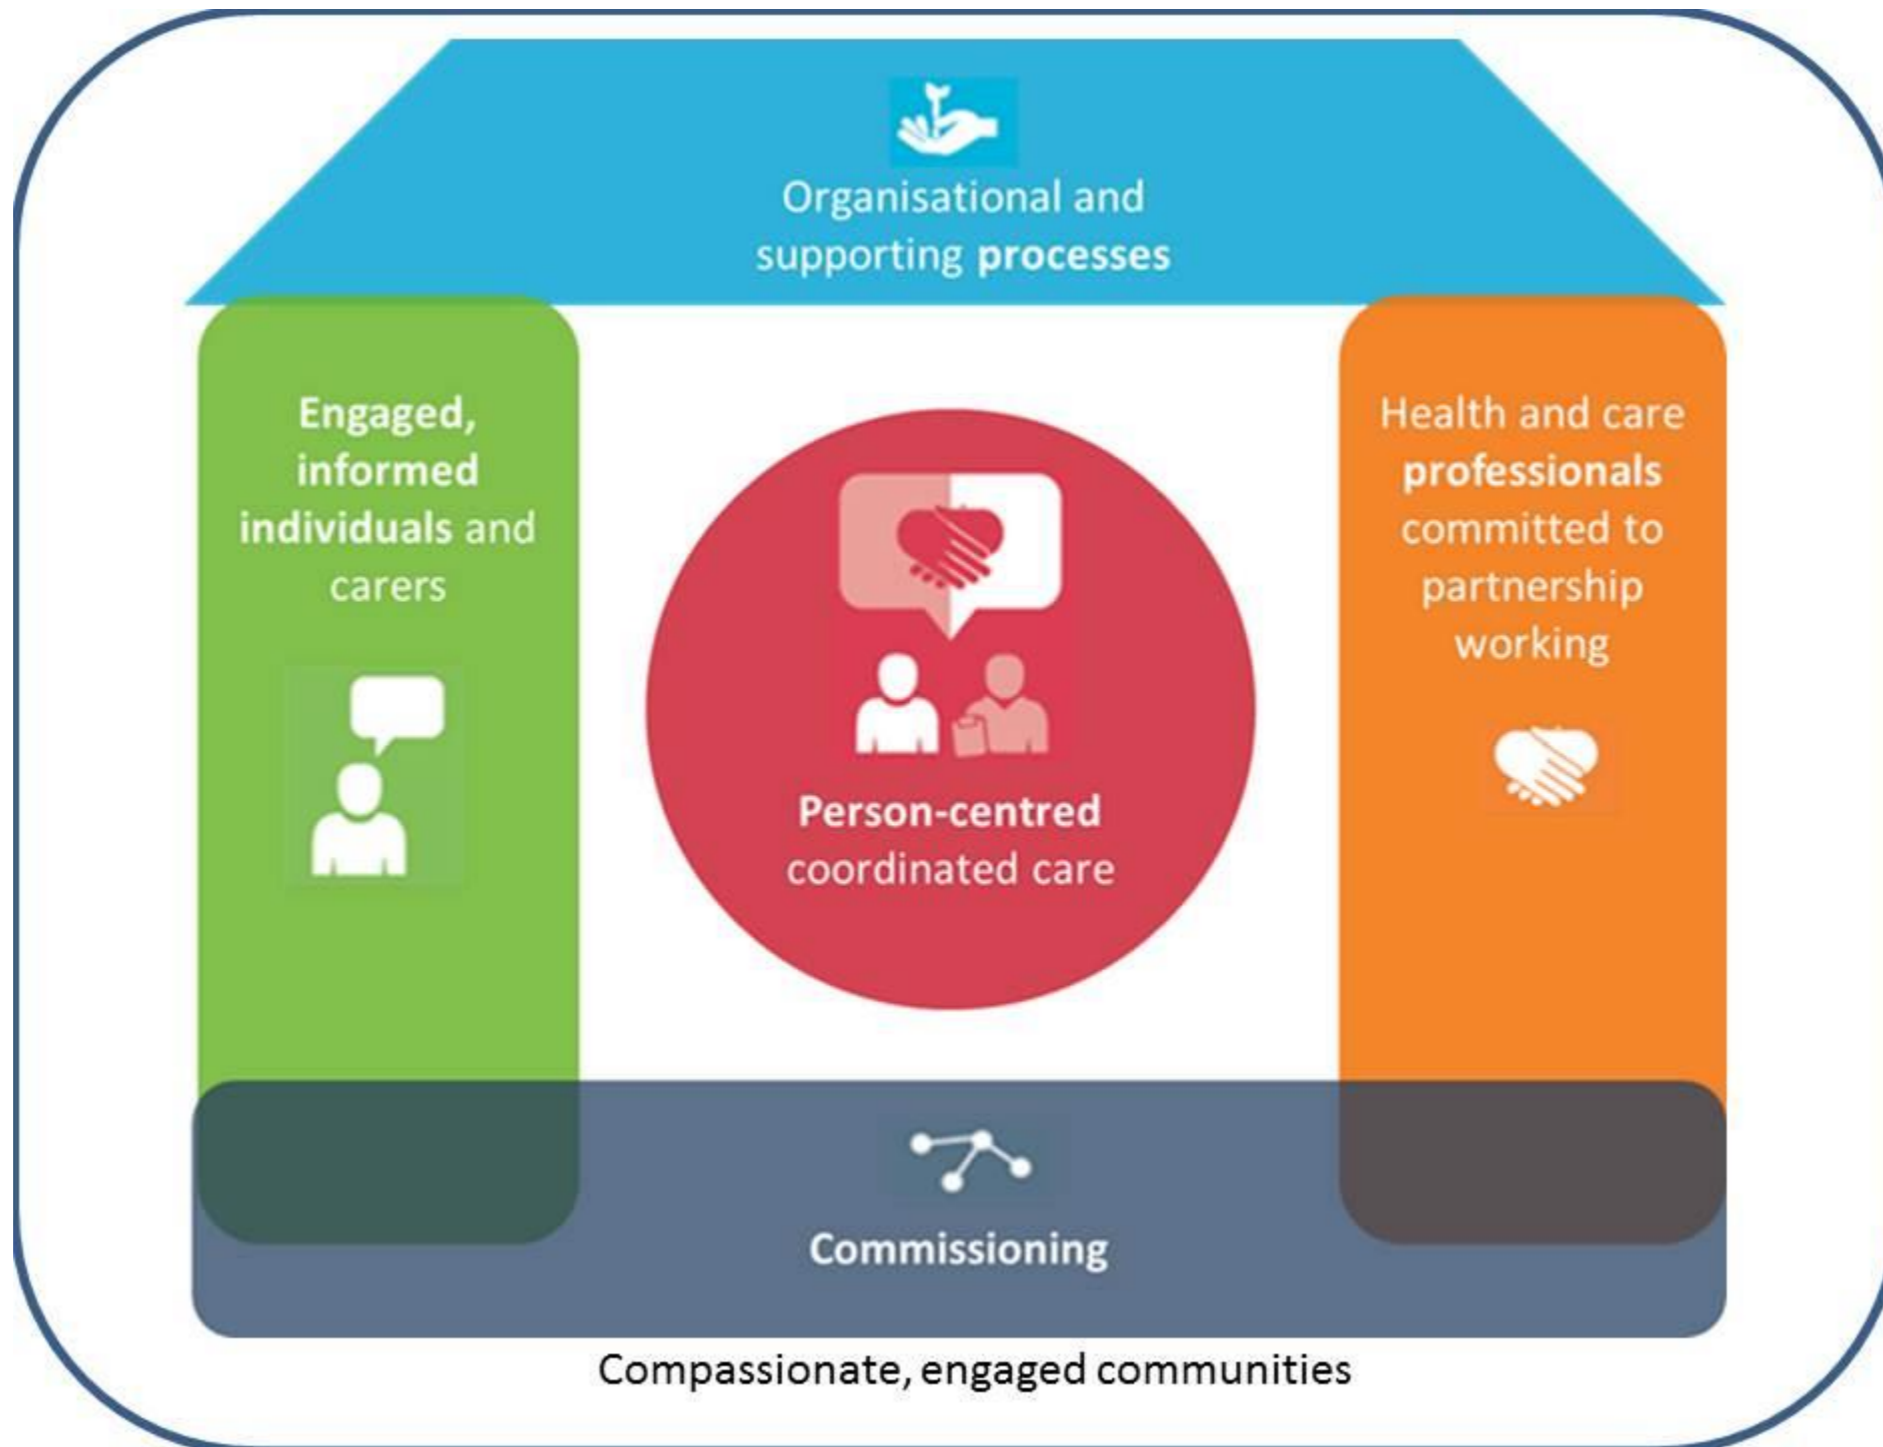 Organisational and
supporting processes
Engaged,
informed
individuals and
carers
Person-centred
coordinated care
Health and care
professionals
committed to
partnership
working
Commissioning
Compassionate, engaged communities